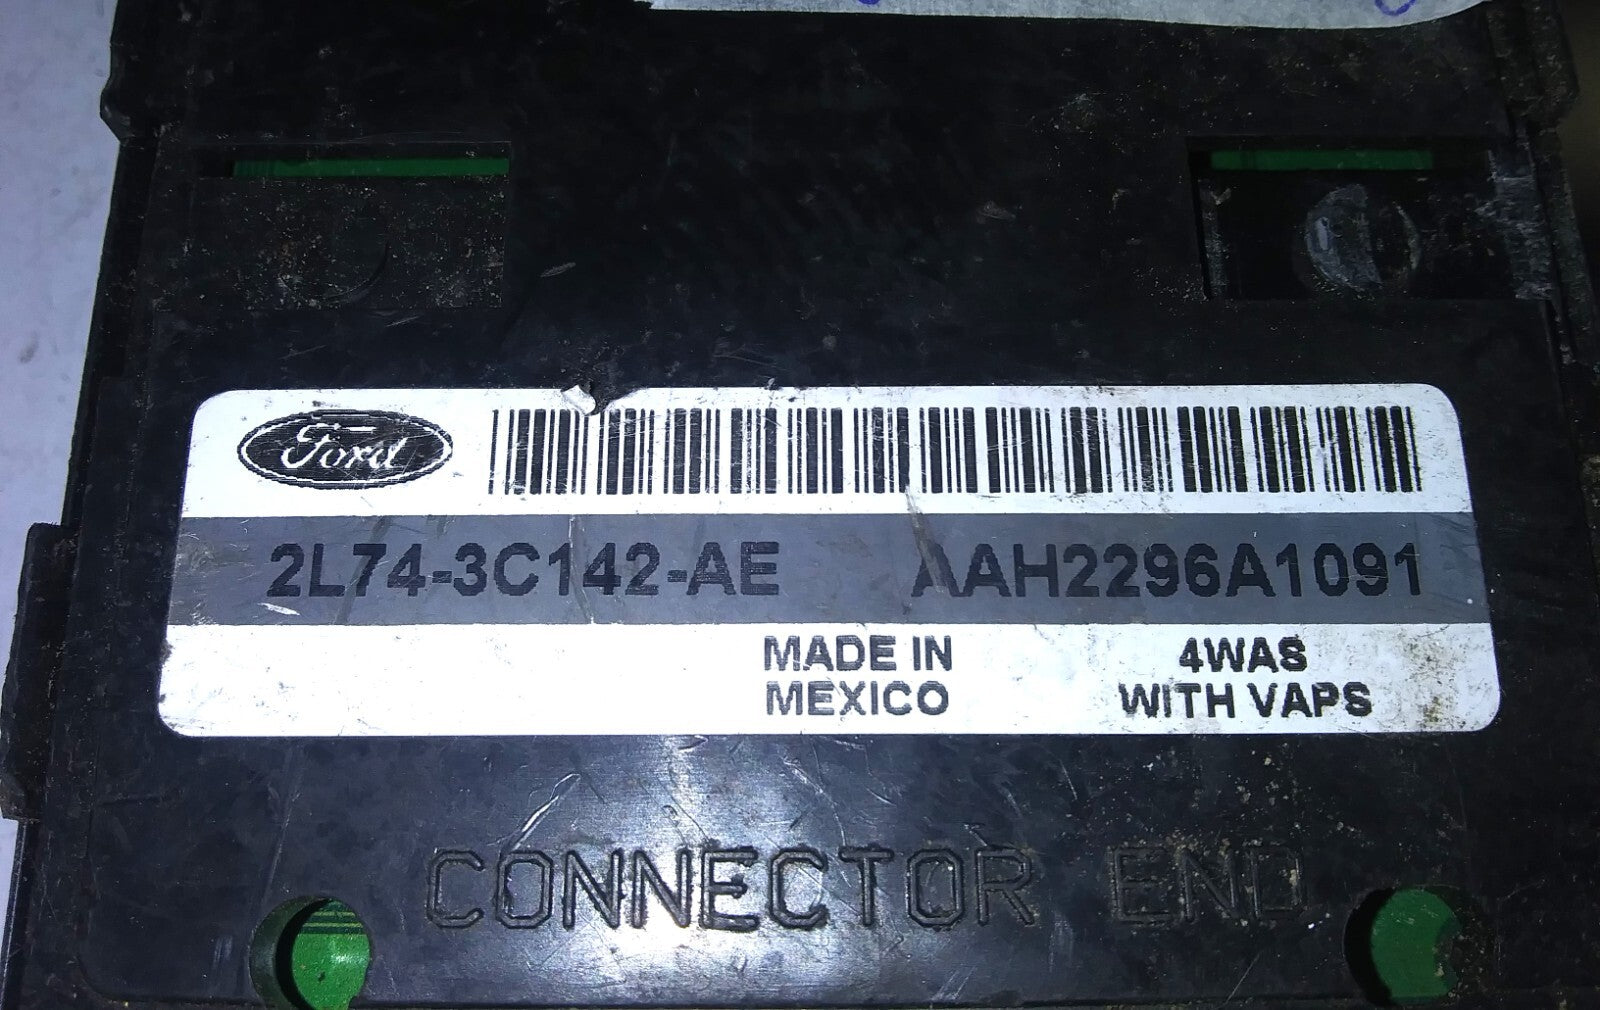 Ford
2L74-3C142-AE AAH2296A1091
MADE IN
MEXICO
4WAS
WITH VAPS
CONNECTOR END